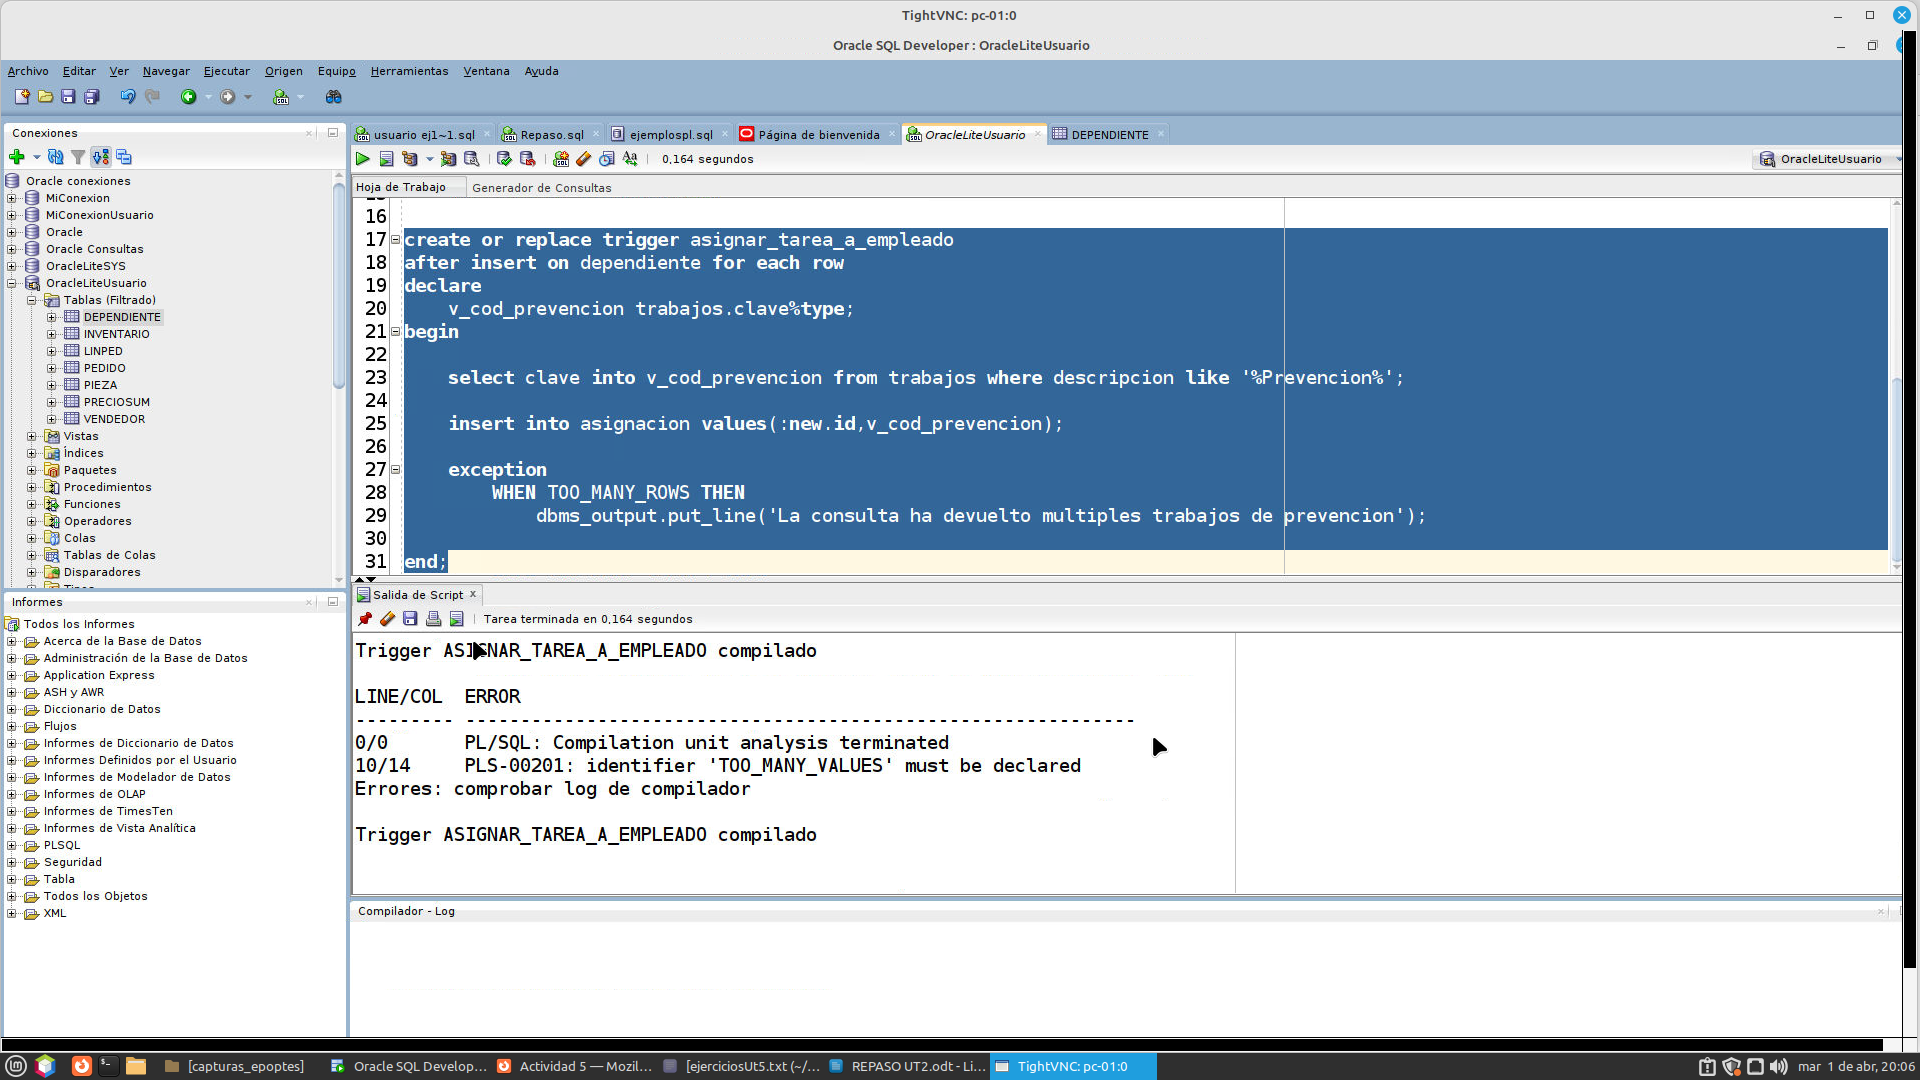 TightVNC: pc-01:0
Oracle SQL Developer : OracleLiteUsuario
Archivo Editar Ver Navegar Ejecutar Origen Equipo Herramientas Ventana Ayuda
Conexiones
usuario ej1~1.sql Repaso.sql ejemplospl.sql Página de bienvenida OracleLiteUsuario DEPENDIENTE
0,164 segundos
OracleLiteUsuario
Hoja de Trabajo Generador de Consultas
Oracle conexiones
MiConexion
MiConexionUsuario
Oracle
Oracle Consultas
OracleLiteSYS
OracleLiteUsuario
Tablas (Filtrado)
DEPENDIENTE
INVENTARIO
LINPED
PEDIDO
PIEZA
PRECIOSUM
VENDEDOR
Vistas
Índices
Paquetes
Procedimientos
Funciones
Operadores
Colas
Tablas de Colas
Disparadores
16
17 create or replace trigger asignar_tarea_a_empleado
18 after insert on dependiente for each row
19 declare
20 v_cod_prevencion trabajos.clave%type;
21 begin
22
23 select clave into v_cod_prevencion from trabajos where descripcion like '%Prevencion%';
24
25 insert into asignacion values(:new.id,v_cod_prevencion);
26
27 exception
28 WHEN TOO_MANY_ROWS THEN
29 dbms_output.put_line('La consulta ha devuelto multiples trabajos de prevencion');
30
31 end;
Informes
Todos los Informes
Acerca de la Base de Datos
Administración de la Base de Datos
Application Express
ASH y AWR
Diccionario de Datos
Flujos
Informes de Diccionario de Datos
Informes Definidos por el Usuario
Informes de Modelador de Datos
Informes de OLAP
Informes de TimesTen
Informes de Vista Analítica
PLSQL
Seguridad
Tabla
Todos los Objetos
XML
Salida de Script
Tarea terminada en 0,164 segundos
Trigger ASIGNAR_TAREA_A_EMPLEADO compilado
LINE/COL ERROR
--------- -------------------------------------------------------------
0/0 PL/SQL: Compilation unit analysis terminated
10/14 PLS-00201: identifier 'TOO_MANY_VALUES' must be declared
Errores: comprobar log de compilador
Trigger ASIGNAR_TAREA_A_EMPLEADO compilado
Compilador - Log
[capturas_epoptes] Oracle SQL Develop... Actividad 5 — Mozil... [ejerciciosUt5.txt (~/... REPASO UT2.odt - Li... TightVNC: pc-01:0 mar 1 de abr, 20:06